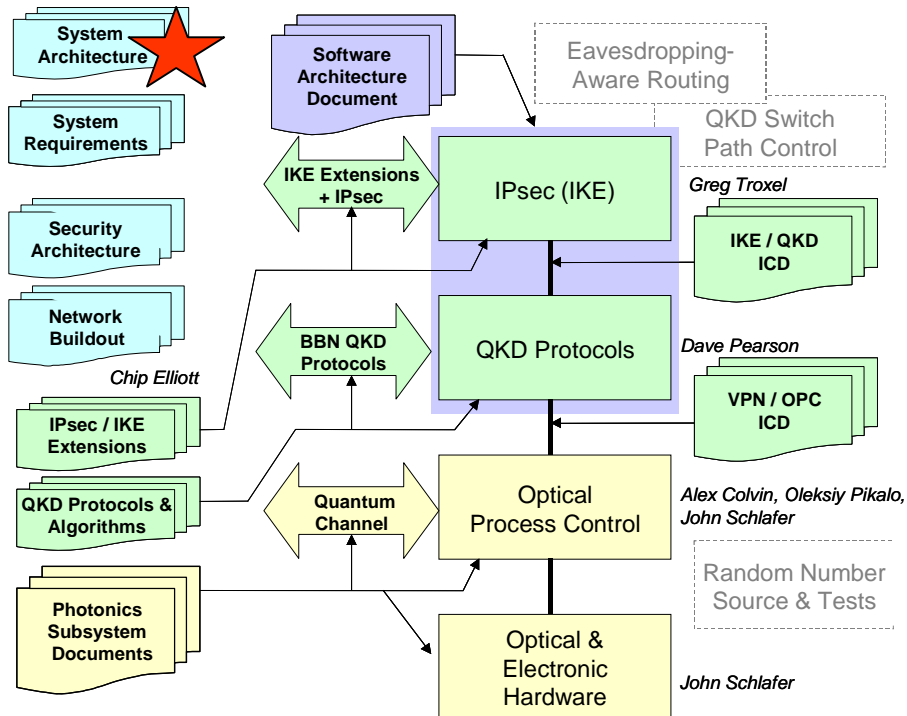 System
Architecture
Software
Architecture
Document
Eavesdropping-
Aware Routing
System
Requirements
QKD Switch
Path Control
IKE Extensions
+ IPsec
IPsec (IKE)
Greg Troxel
Security
Architecture
IKE / QKD
ICD
Network
Buildout
BBN QKD
Protocols
QKD Protocols
Dave Pearson
Chip Elliott
IPsec / IKE
Extensions
VPN / OPC
ICD
QKD Protocols &
Algorithms
Quantum
Channel
Optical
Process Control
Alex Colvin, Oleksiy Pikalo,
John Schlafer
Random Number
Source & Tests
Photonics
Subsystem
Documents
Optical &
Electronic
Hardware
John Schlafer